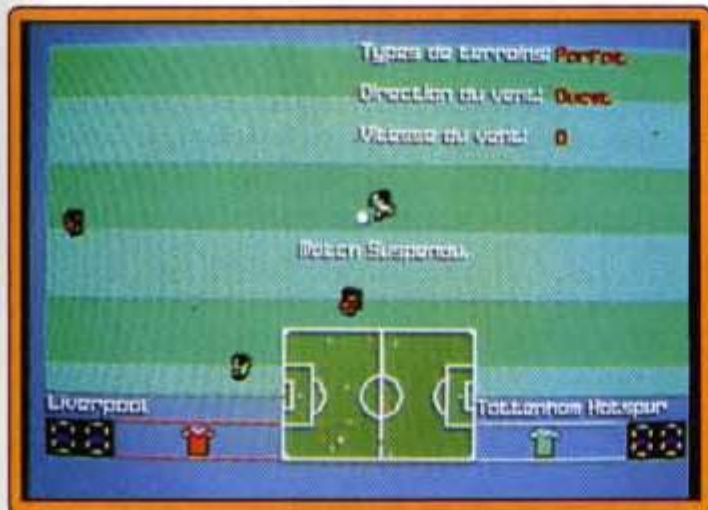 Types de terrains: Parfait
Direction du vent: Ouest
Vitesse du vent: 0
Match Suspendu.
Liverpool
Tottenham Hotspur